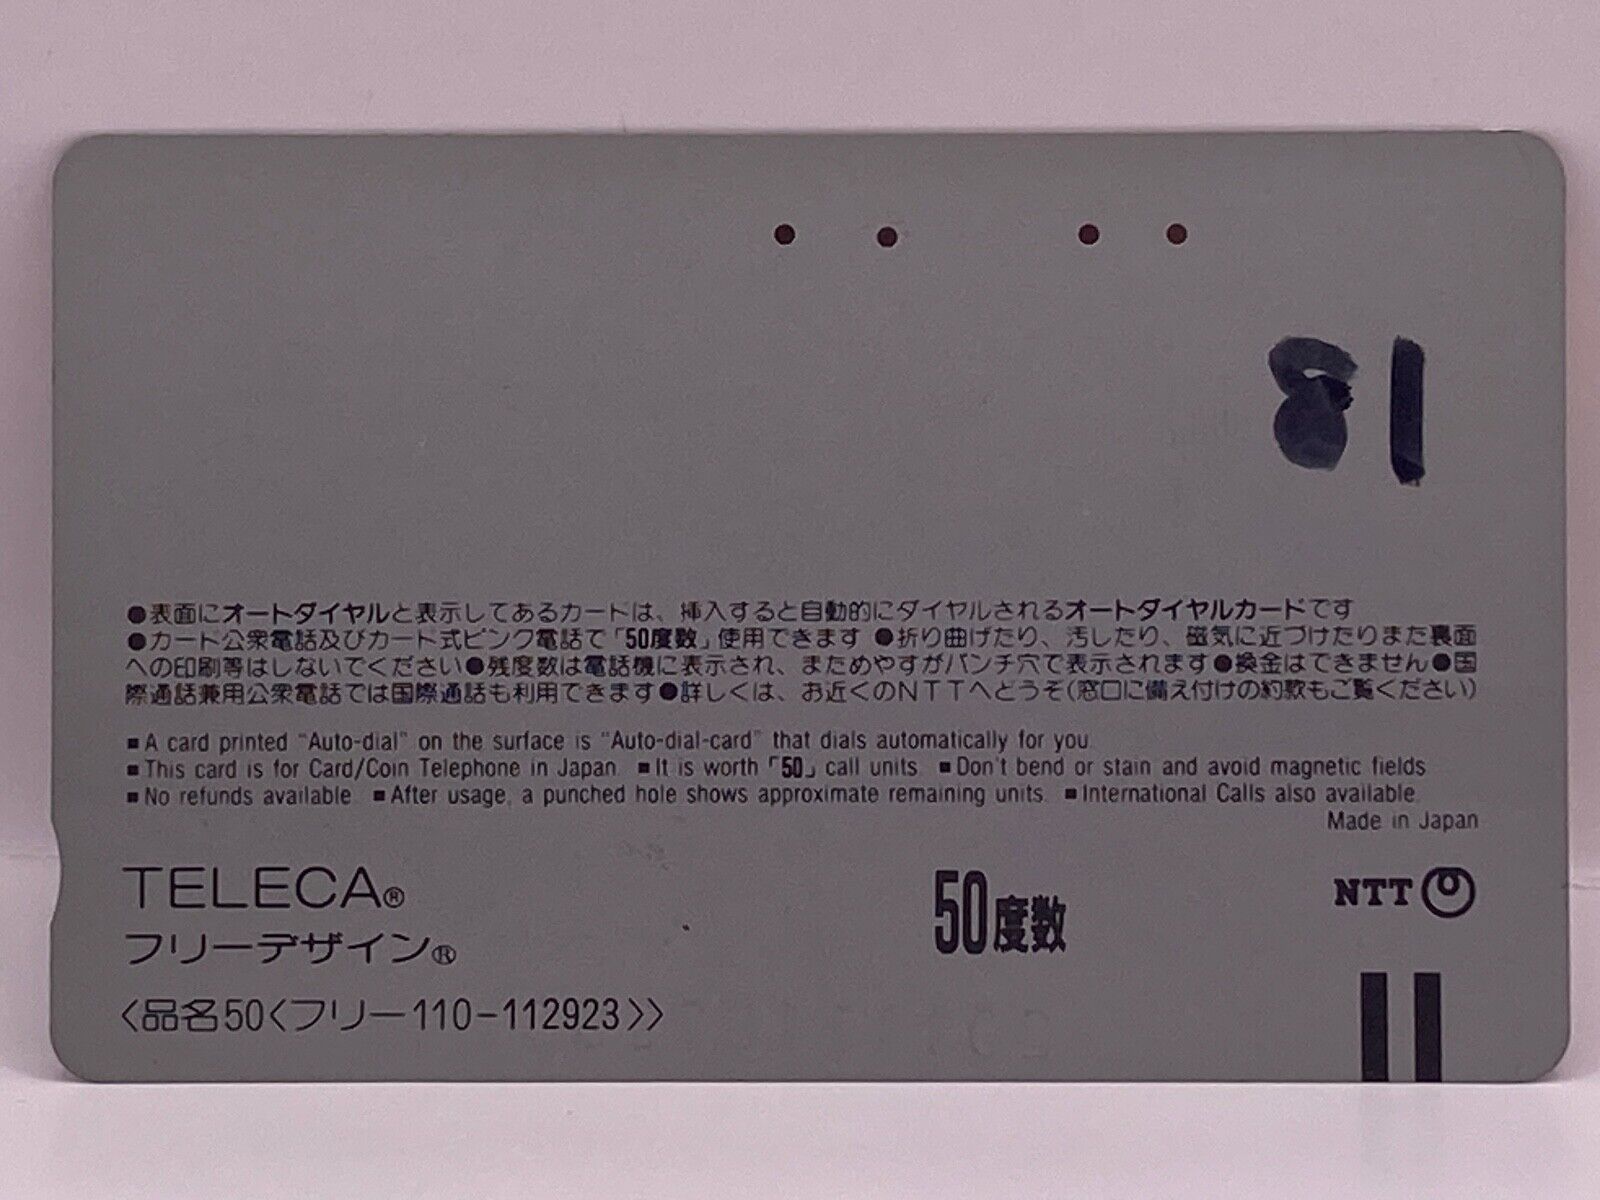 81
●表面にオートダイヤルと表示してあるカードは、挿入すると自動的にダイヤルされるオートダイヤルカードです
●カード公衆電話及びカード式ピンク電話で「50度数」使用できます ●折り曲げたり、汚したり、磁気に近づけたりまた裏面
への印刷等はしないでください●残度数は電話機に表示され、まためやすがパンチ穴で表示されます●換金はできません●国
際通話兼用公衆電話では国際通話も利用できます●詳しくは、お近くのNTTへどうぞ(窓口に備え付けの約款もご覧ください)
■A card printed "Auto-dial" on the surface is "Auto-dial-card" that dials automatically for you.
■This card is for Card/Coin Telephone in Japan. ■It is worth「50」call units. ■Don't bend or stain and avoid magnetic fields.
■No refunds available. ■After usage, a punched hole shows approximate remaining units. ■International Calls also available.
Made in Japan
TELECA®
フリーデザイン®
〈品名50〈フリー110-112923〉〉
50度数
NTT